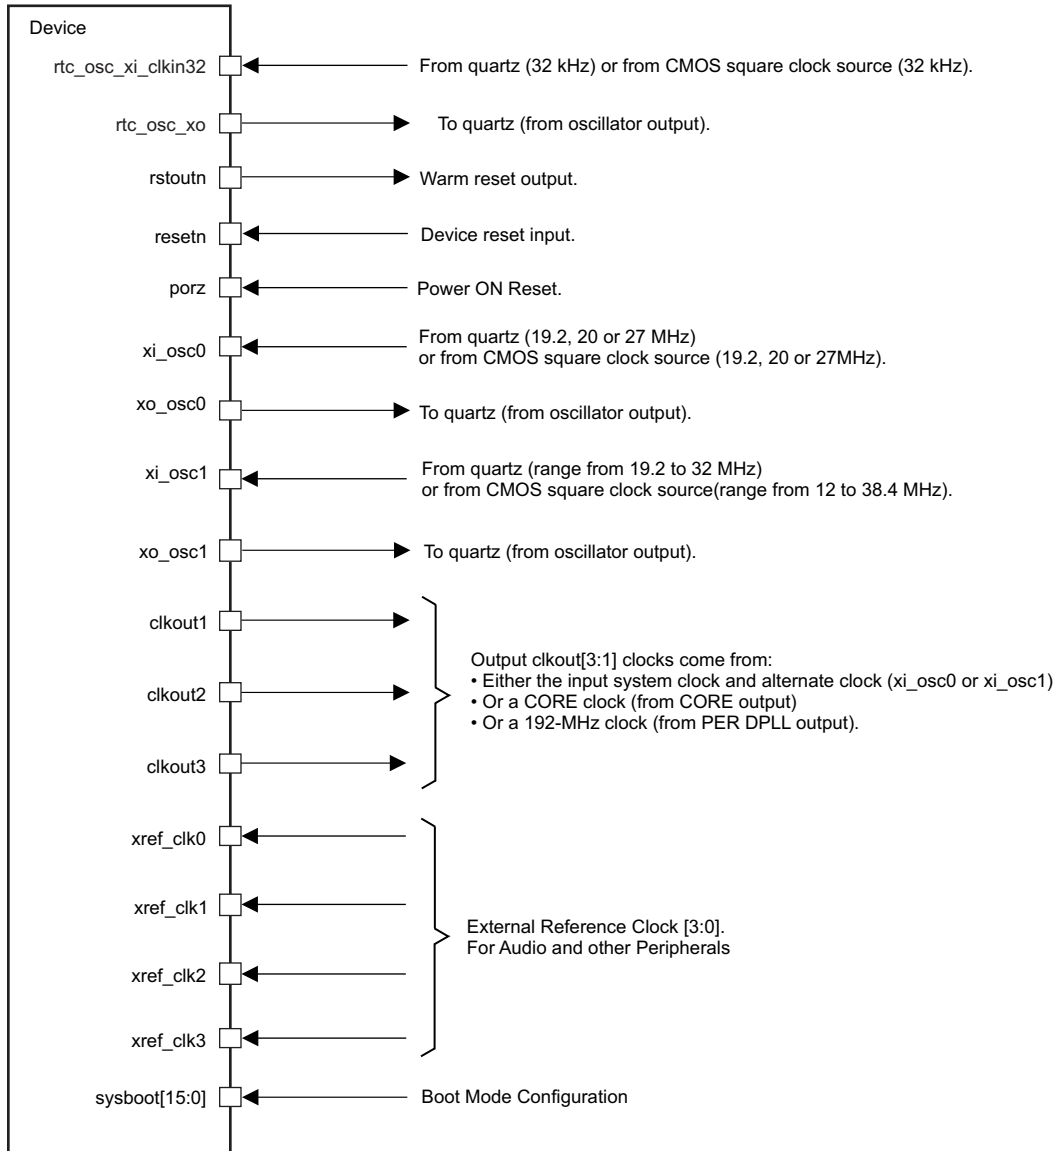 Device
rtc_osc_xi_clkin32
From quartz (32 kHz) or from CMOS square clock source (32 kHz).
rtc_osc_xo
To quartz (from oscillator output).
rstoutn
Warm reset output.
resetn
Device reset input.
porz
Power ON Reset.
xi_osc0
From quartz (19.2, 20 or 27 MHz)
or from CMOS square clock source (19.2, 20 or 27MHz).
xo_osc0
To quartz (from oscillator output).
xi_osc1
From quartz (range from 19.2 to 32 MHz)
or from CMOS square clock source(range from 12 to 38.4 MHz).
xo_osc1
To quartz (from oscillator output).
clkout1
clkout2
clkout3
Output clkout[3:1] clocks come from:
• Either the input system clock and alternate clock (xi_osc0 or xi_osc1)
• Or a CORE clock (from CORE output)
• Or a 192-MHz clock (from PER DPLL output).
xref_clk0
xref_clk1
xref_clk2
xref_clk3
External Reference Clock [3:0].
For Audio and other Peripherals
sysboot[15:0]
Boot Mode Configuration